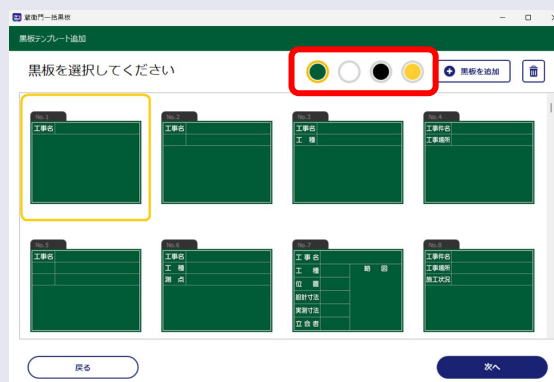 蔵衛門一括黒板
黒板テンプレート追加
黒板を選択してください
黒板を追加
No.1
工事名
No.2
工事名
No.3
工事名
工 種
No.4
工事件名
工事場所
No.5
工事名
No.6
工事名
工 種
測 点
No.7
工 事 名
工 種
略 図
位 置
設計寸法
実測寸法
立 会 者
No.8
工事件名
工事場所
施工状況
戻る
次へ